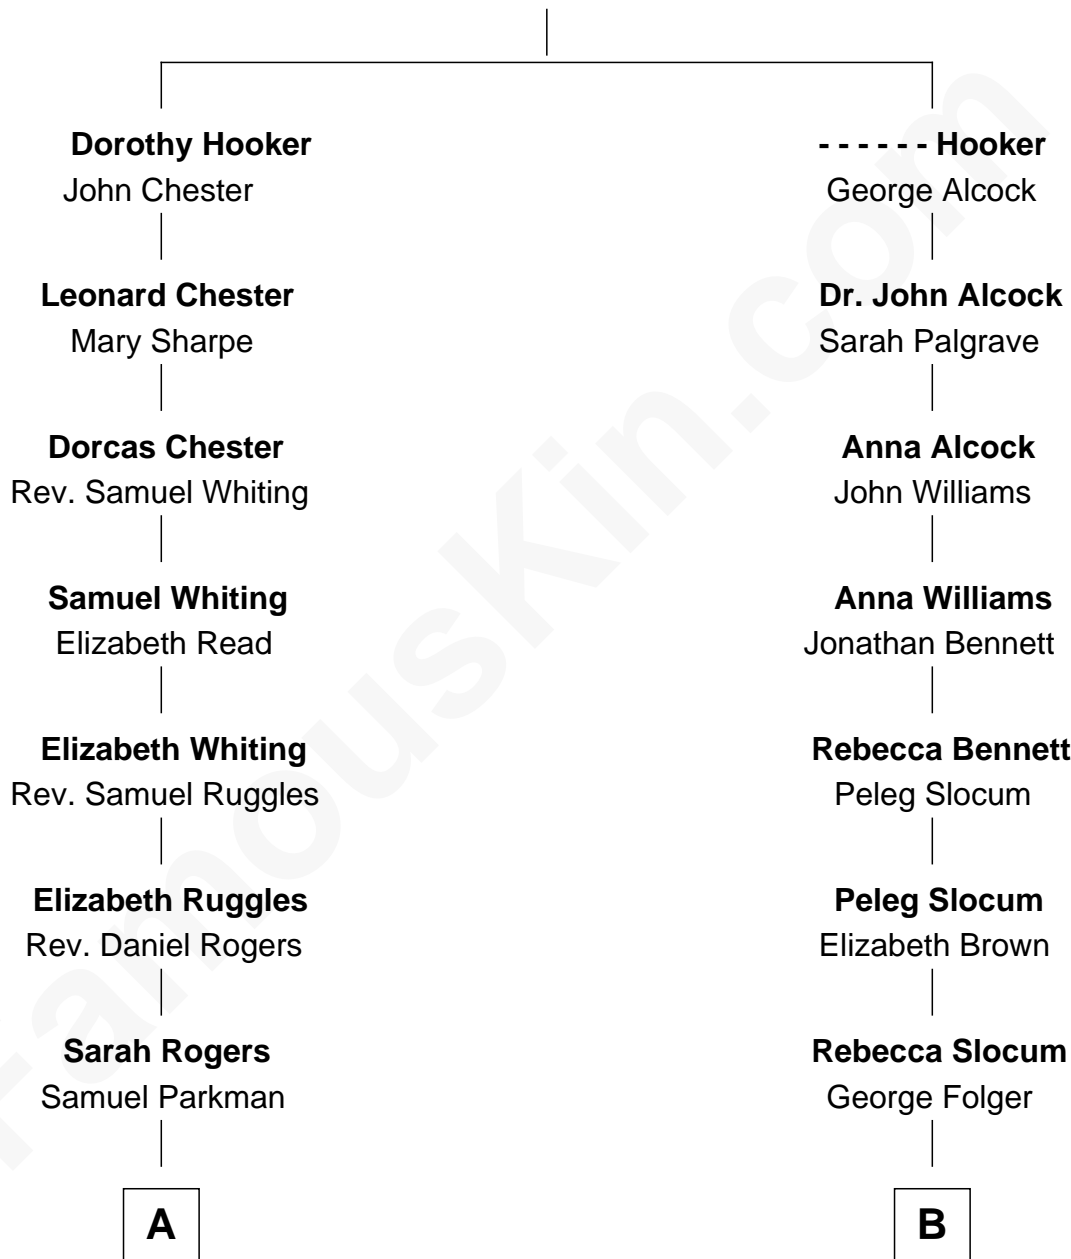 Dorothy Hooker
John Chester
Leonard Chester
Mary Sharpe
Dorcas Chester
Rev. Samuel Whiting
Samuel Whiting
Elizabeth Read
Elizabeth Whiting
Rev. Samuel Ruggles
Elizabeth Ruggles
Rev. Daniel Rogers
Sarah Rogers
Samuel Parkman
A
- - - - - - Hooker
George Alcock
Dr. John Alcock
Sarah Palgrave
Anna Alcock
John Williams
Anna Williams
Jonathan Bennett
Rebecca Bennett
Peleg Slocum
Peleg Slocum
Elizabeth Brown
Rebecca Slocum
George Folger
B
FamousKin.com